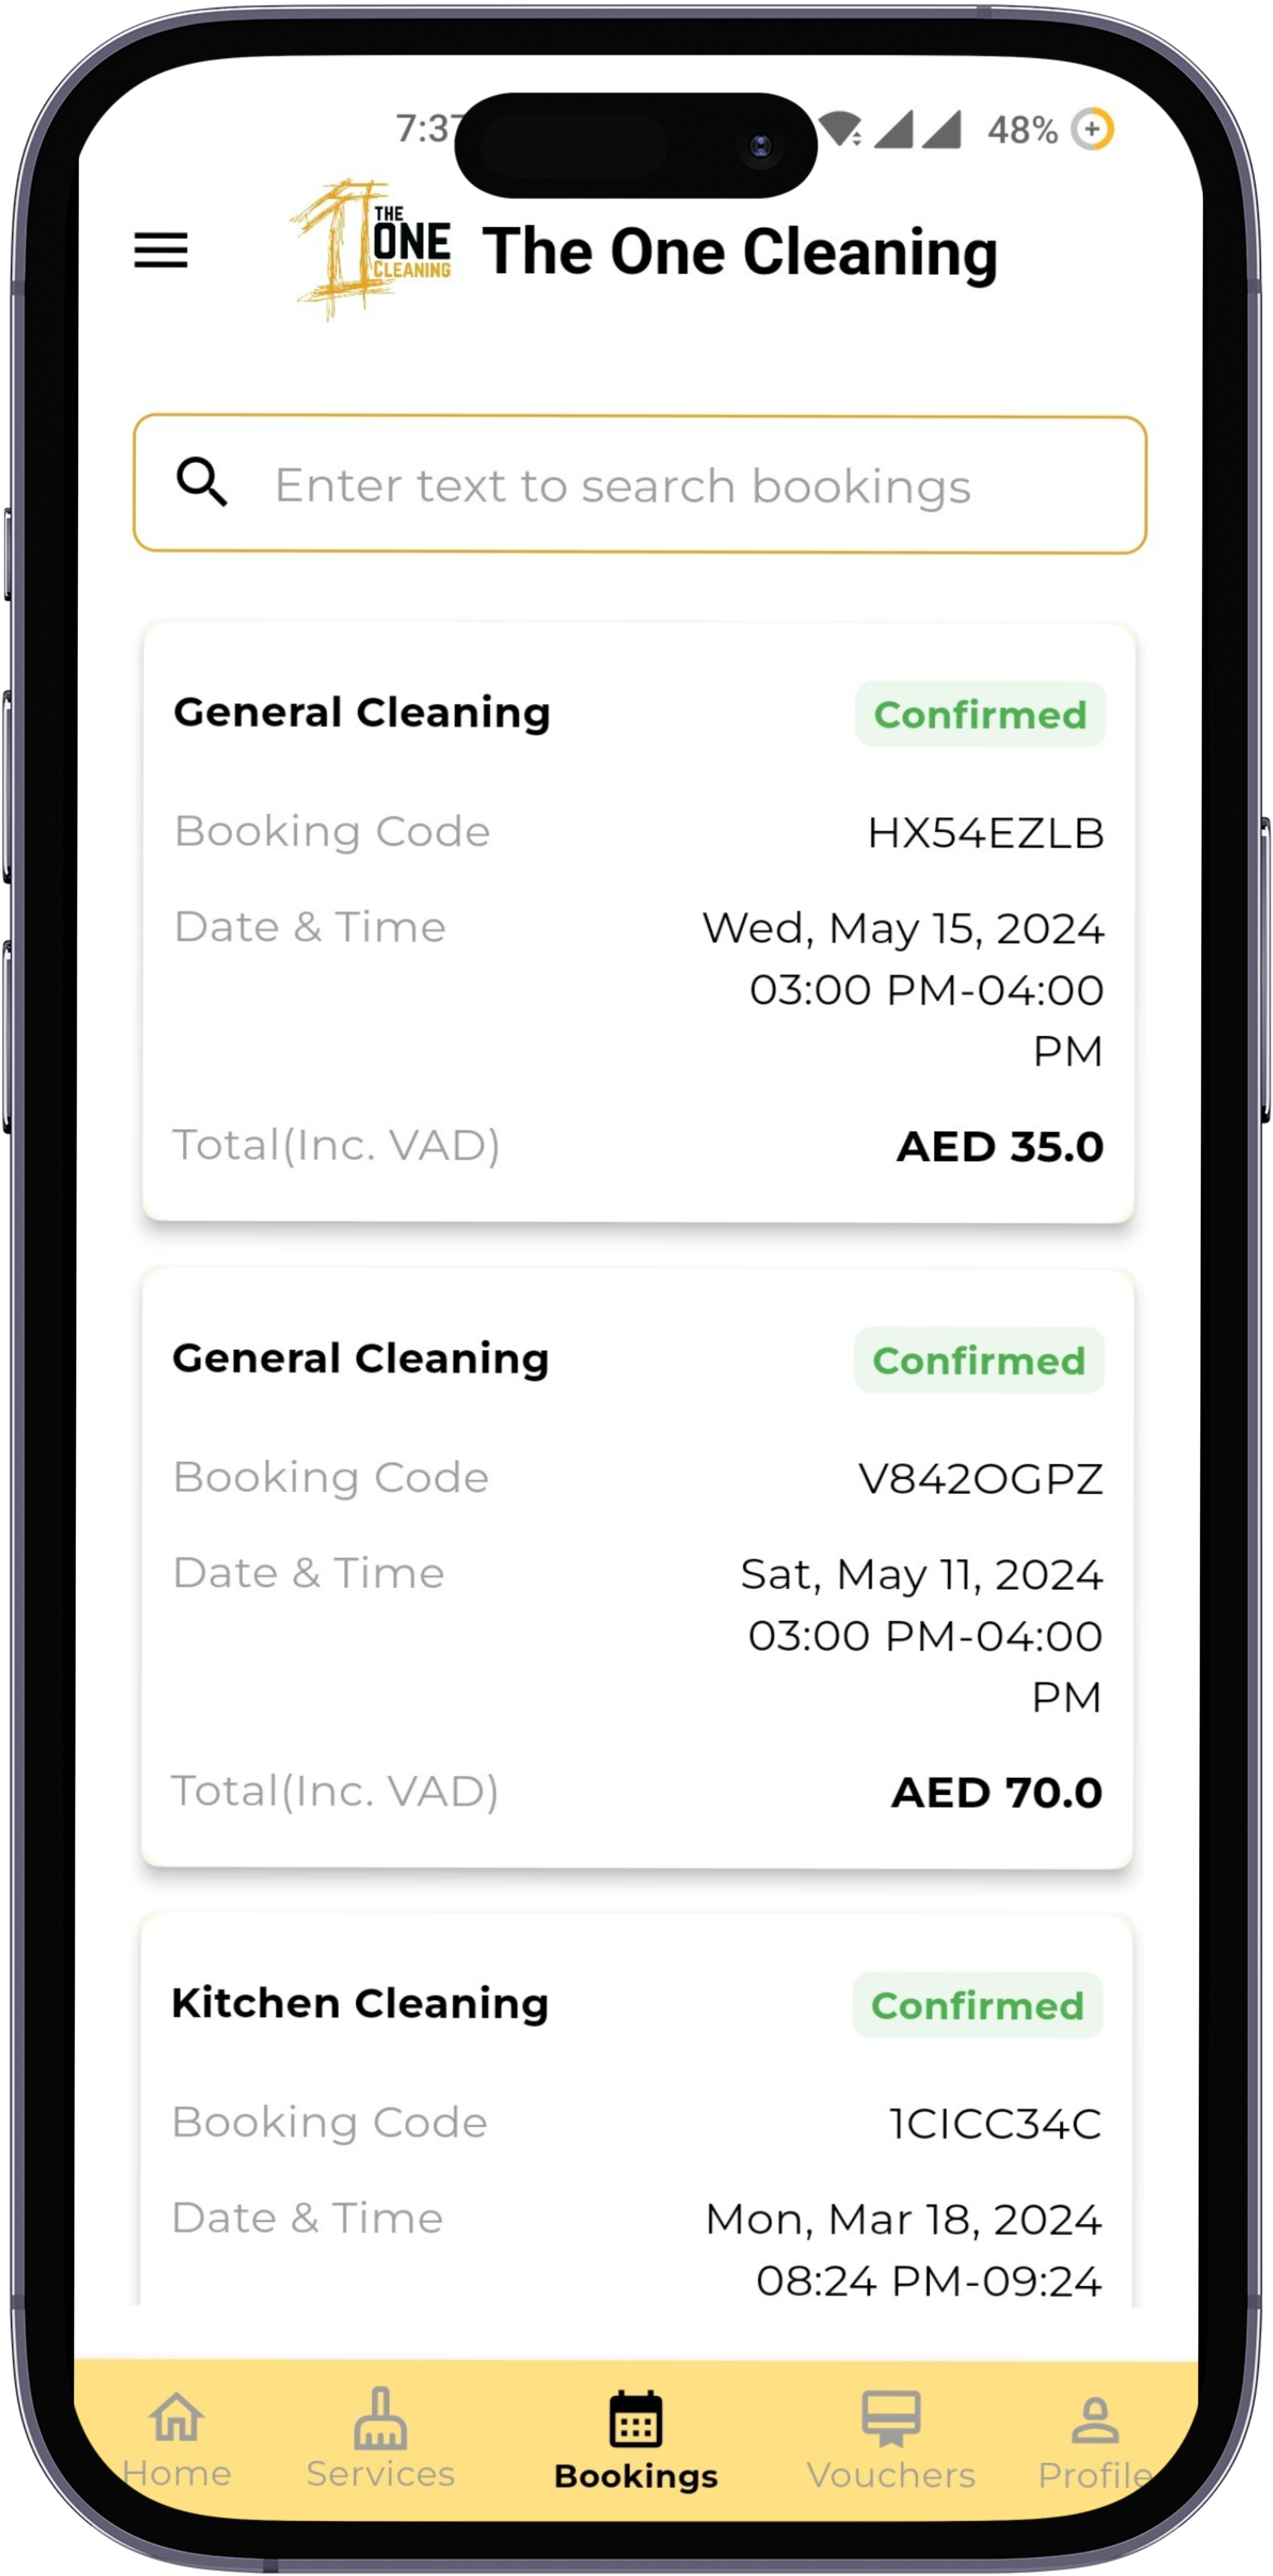 7:37
48%
THE
ONE
CLEANING
The One Cleaning
Enter text to search bookings
General Cleaning
Confirmed
Booking Code
HX54EZLB
Date & Time
Wed, May 15, 2024
03:00 PM-04:00
PM
Total(Inc. VAD)
AED 35.0
General Cleaning
Confirmed
Booking Code
V842OGPZ
Date & Time
Sat, May 11, 2024
03:00 PM-04:00
PM
Total(Inc. VAD)
AED 70.0
Kitchen Cleaning
Confirmed
Booking Code
1CICC34C
Date & Time
Mon, Mar 18, 2024
08:24 PM-09:24
Home
Services
Bookings
Vouchers
Profile